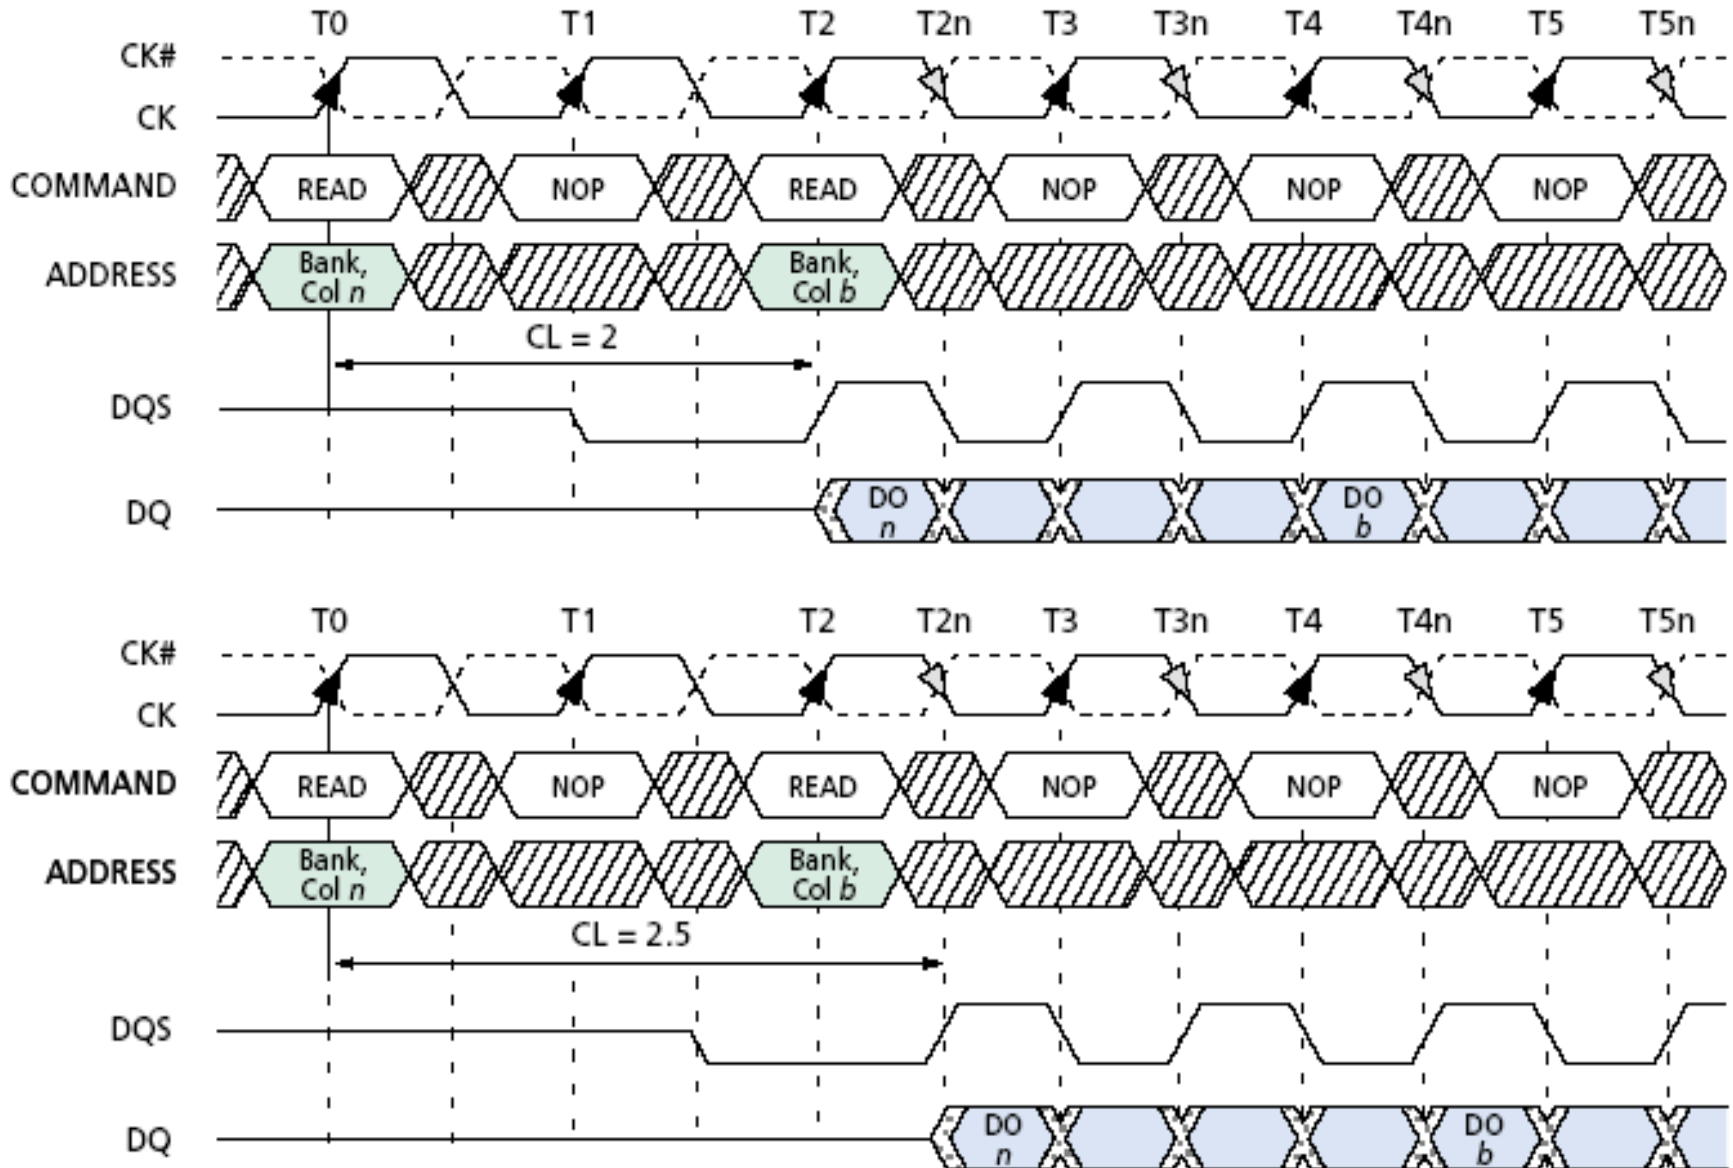 T0 T1 T2 T2n T3 T3n T4 T4n T5 T5n
CK#
CK
COMMAND READ NOP READ NOP NOP NOP
ADDRESS Bank, Col n Bank, Col b
CL = 2
DQS
DQ DO n DO b
T0 T1 T2 T2n T3 T3n T4 T4n T5 T5n
CK#
CK
COMMAND READ NOP READ NOP NOP NOP
ADDRESS Bank, Col n Bank, Col b
CL = 2.5
DQS
DQ DO n DO b